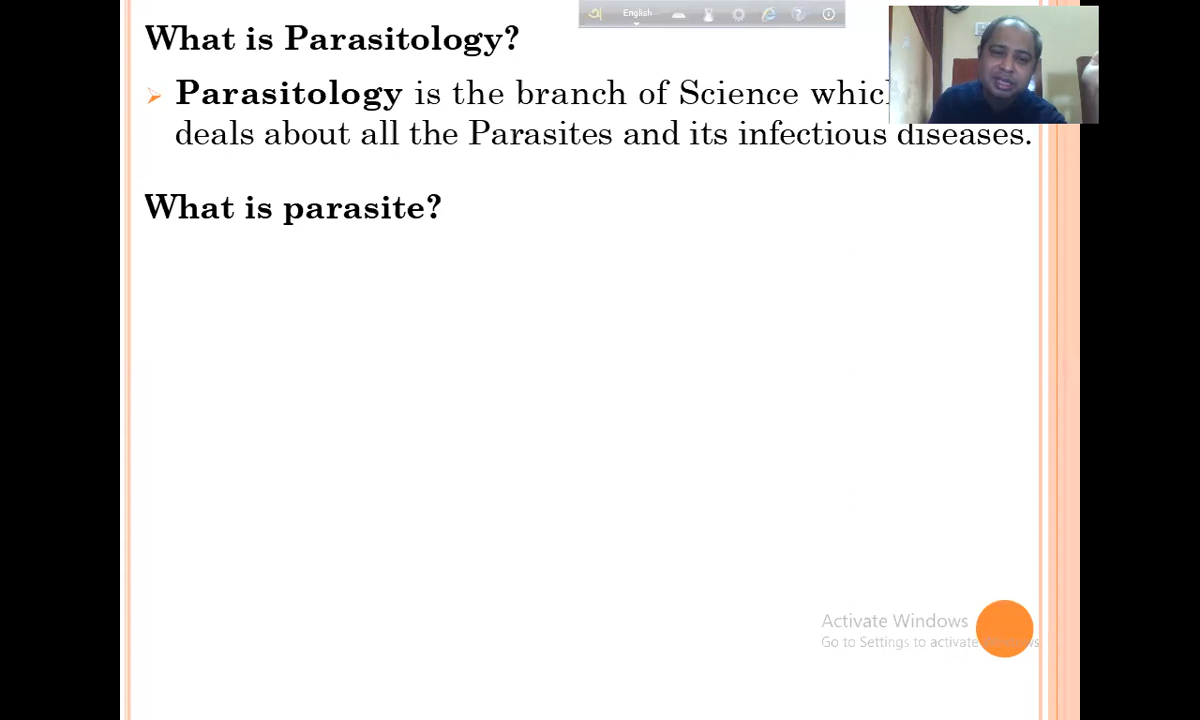 What is Parasitology?
English
Parasitology is the branch of Science which
deals about all the Parasites and its infectious diseases.
What is parasite?
Activate Windows
Go to Settings to activate Windows